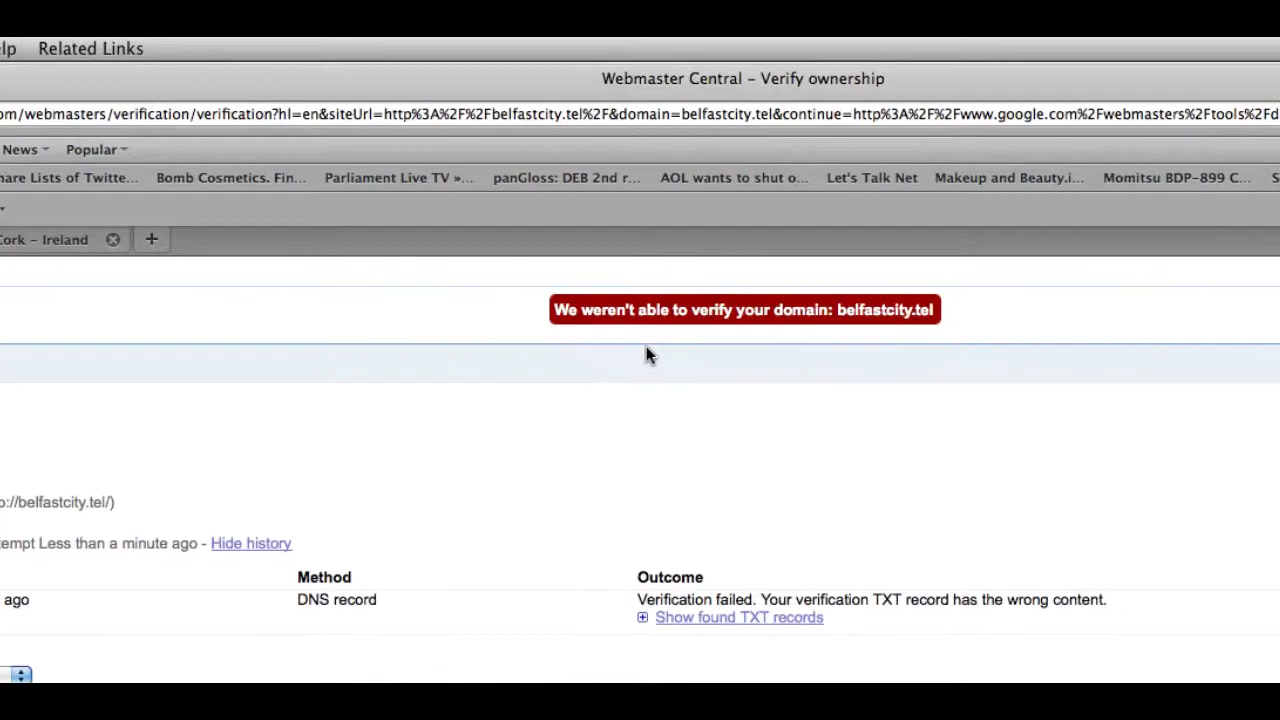 elp Related Links
Webmaster Central – Verify ownership
om/webmasters/verification/verification?hl=en&siteUrl=http%3A%2F%2Fbelfastcity.tel%2F&domain=belfastcity.tel&continue=http%3A%2F%2Fwww.google.com%2Fwebmasters%2Ftools%2Fd
News Popular
hare Lists of Twitte... Bomb Cosmetics. Fin... Parliament Live TV »... panGloss: DEB 2nd r... AOL wants to shut o... Let's Talk Net Makeup and Beauty.i... Momitsu BDP-899 C... S
Cork – Ireland
We weren't able to verify your domain: belfastcity.tel
p://belfastcity.tel/)
tempt Less than a minute ago - Hide history
Method Outcome
ago DNS record Verification failed. Your verification TXT record has the wrong content.
Show found TXT records